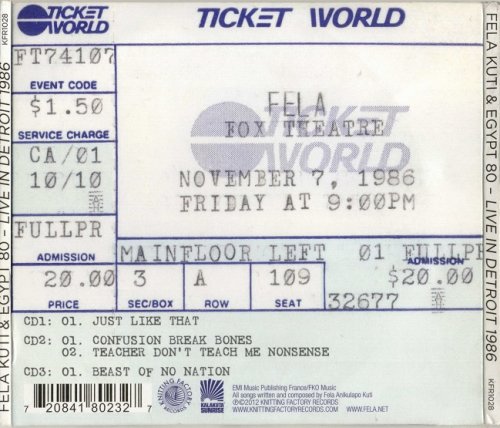 TICKET WORLD
TICKET WORLD
KFR1028
FELA KUTI & EGYPT 80 - LIVE IN DETROIT 1986
FT74107
EVENT CODE
$1.50
SERVICE CHARGE
CA/01
10/10
A
FULLPR
ADMISSION
20.00
PRICE
TICKET WORLD
FELA
FOX THEATRE
NOVEMBER 7, 1986
FRIDAY AT 9:00PM
MAINFLOOR LEFT 01 FULLPR
ADMISSION
3 A 109 $20.00
SEC/BOX ROW SEAT
32677
CD1: 01. JUST LIKE THAT
CD2: 01. CONFUSION BREAK BONES
02. TEACHER DON'T TEACH ME NONSENSE
CD3: 01. BEAST OF NO NATION
7 20841 80232 7
KNITTING FACTORY RECORDS
KALAKUTA SUNRISE
EMI Music Publishing France/FKO Music
All songs written and composed by Fela Anikulapo Kuti
℗©2012 KNITTING FACTORY RECORDS
WWW.KNITTINGFACTORYRECORDS.COM WWW.FELA.NET
FELA KUTI & EGYPT 80 - LIVE IN DETROIT 1986
KFR1028